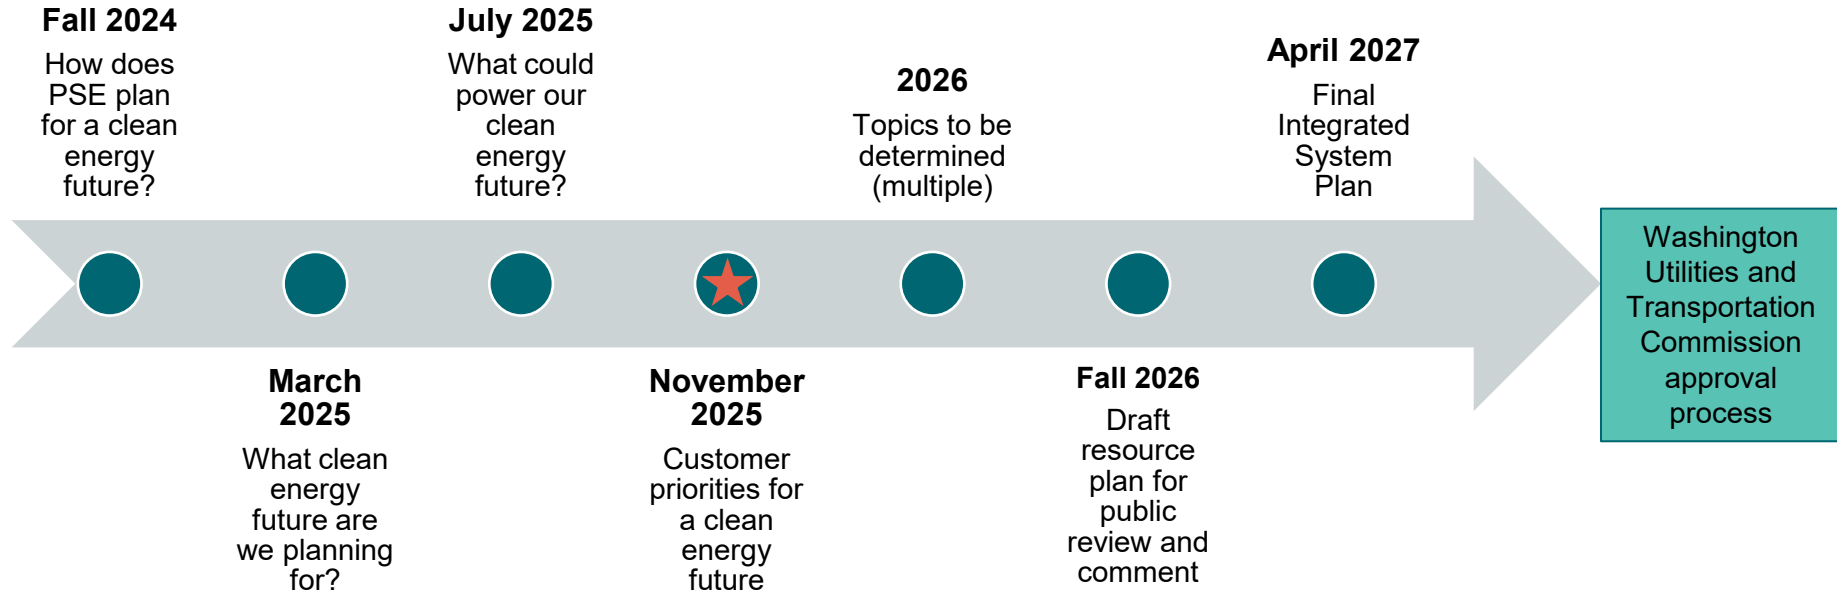 Fall 2024
How does
PSE plan
for a clean
energy
future?
March
2025
What clean
energy
future are
we planning
for?
July 2025
What could
power our
clean
energy
future?
November
2025
Customer
priorities for
a clean
energy
future
2026
Topics to be
determined
(multiple)
Fall 2026
Draft
resource
plan for
public
review and
comment
April 2027
Final
Integrated
System
Plan
Washington
Utilities and
Transportation
Commission
approval
process